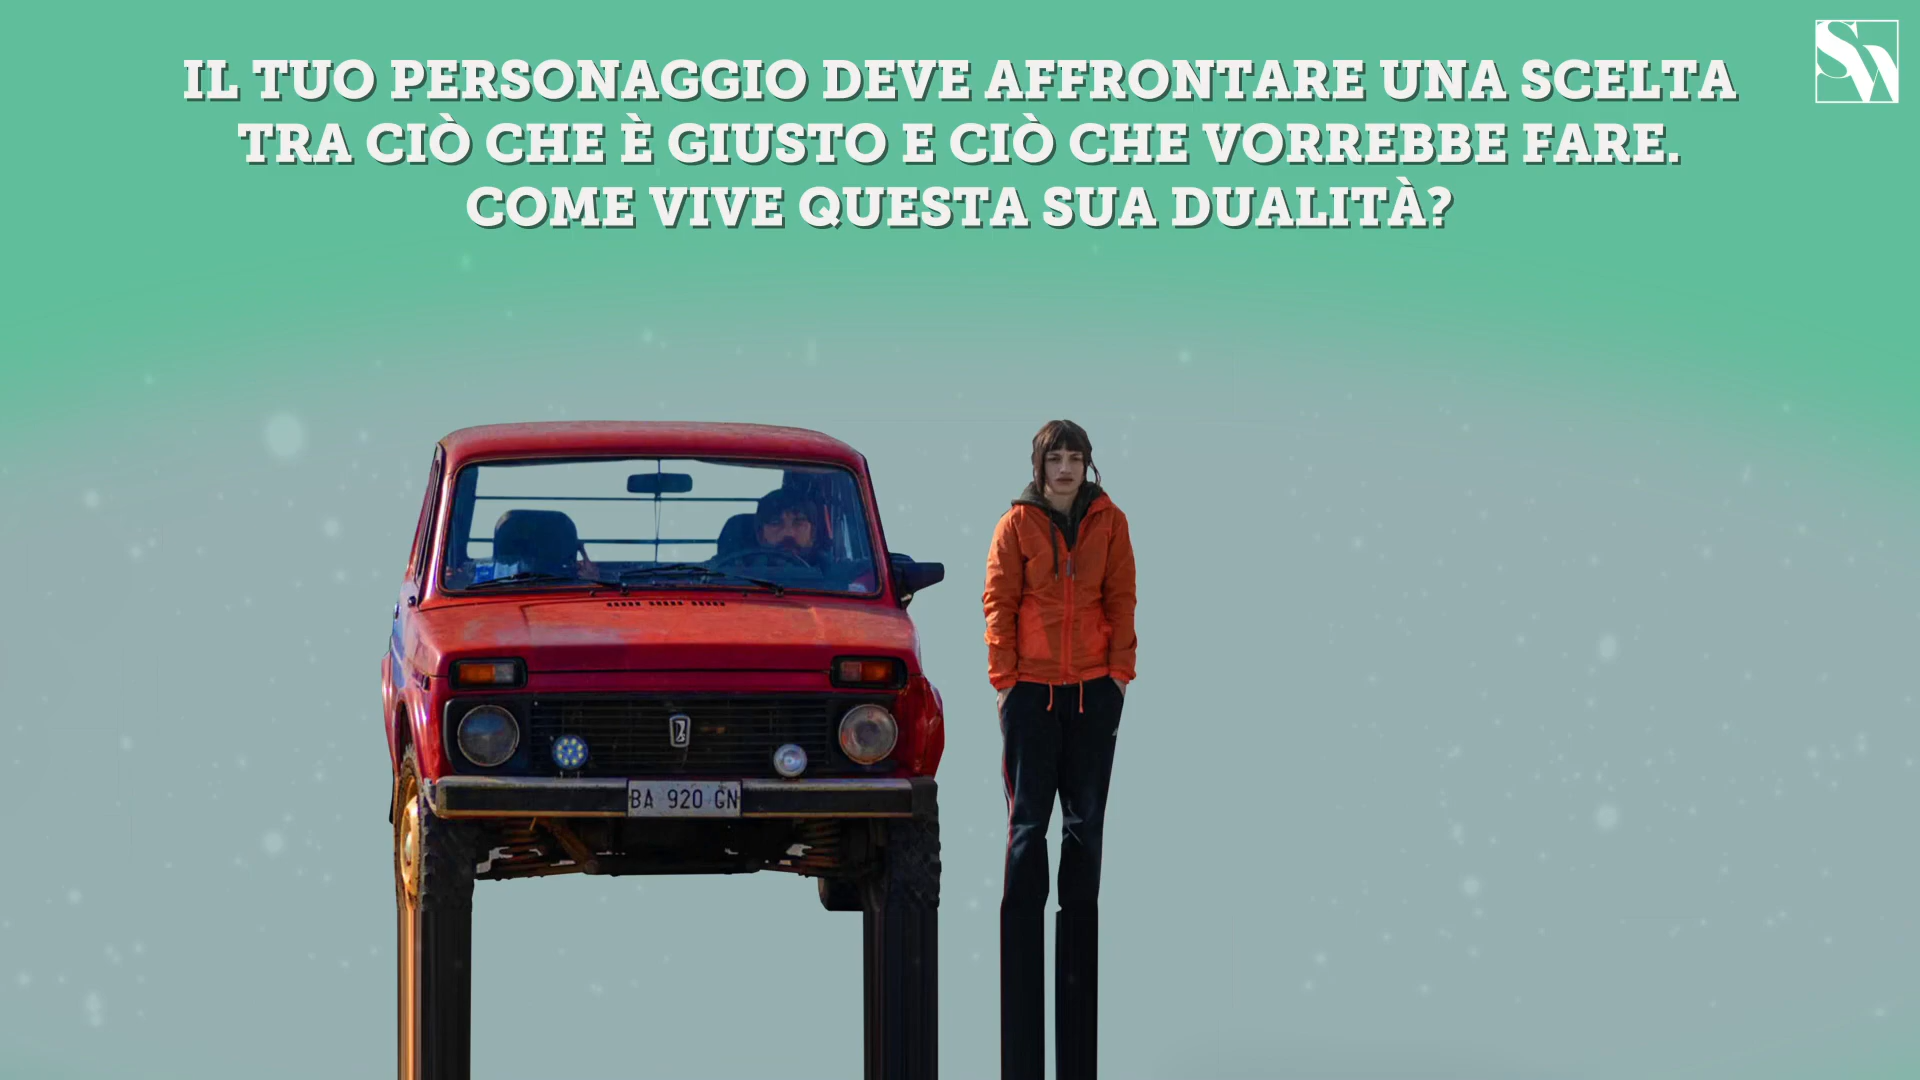 IL TUO PERSONAGGIO DEVE AFFRONTARE UNA SCELTA
TRA CIÒ CHE È GIUSTO E CIÒ CHE VORREBBE FARE.
COME VIVE QUESTA SUA DUALITÀ?
BA 920 GN